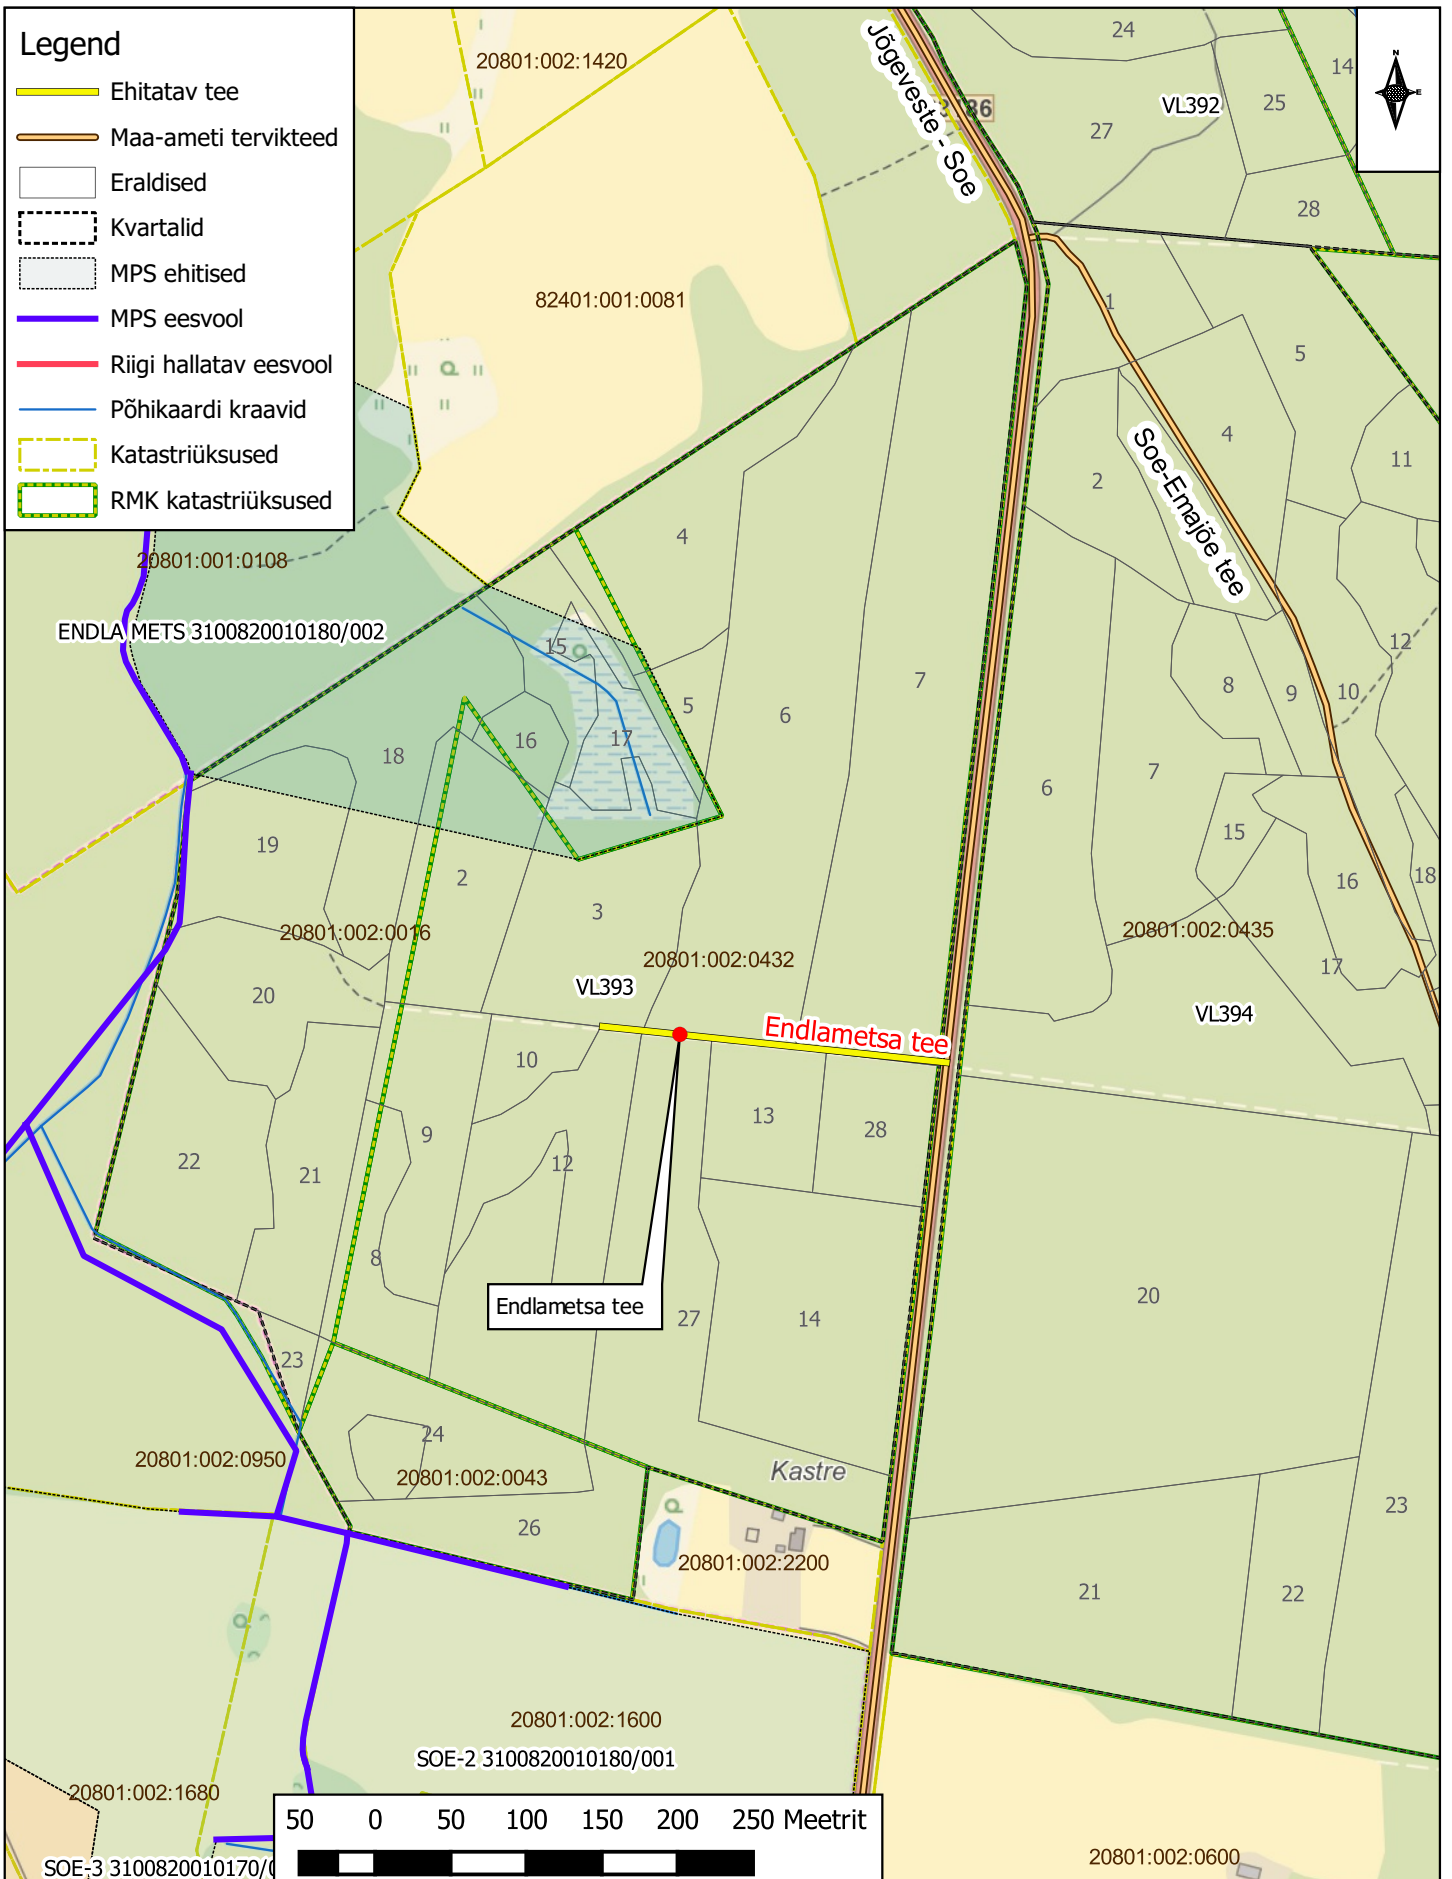 Legend
Ehitatav tee
Maa-ameti tervikteed
Eraldised
Kvartalid
MPS ehitised
MPS eesvool
Riigi hallatav eesvool
Põhikaardi kraavid
Katastriüksused
RMK katastriüksused
N
E
20801:002:1420
24
14
VL392
25
27
28
Jõgeveste - Soe
82401:001:0081
1
5
4
11
2
Soe-Emajõe tee
4
20801:001:0108
ENDLA METS 3100820010180/002
15
12
7
5
6
8
9
10
18
16
17
7
6
19
15
2
16
18
3
20801:002:0016
20801:002:0432
20801:002:0435
17
20
VL393
VL394
Endlametsa tee
10
13
28
9
22
21
12
8
20
Endlametsa tee
27
14
23
24
20801:002:0950
20801:002:0043
Kastre
23
26
20801:002:2200
21
22
20801:002:1600
SOE-2 3100820010180/001
20801:002:1680
50 0 50 100 150 200 250 Meetrit
20801:002:0600